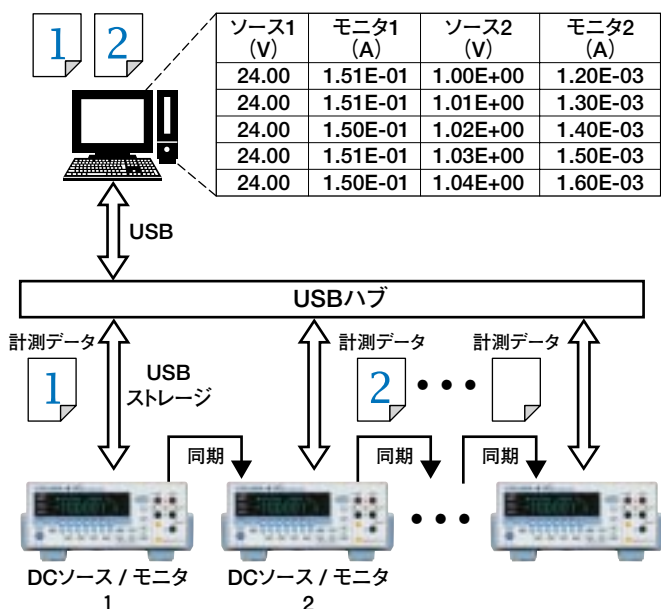 1 2
ソース1 モニタ1 ソース2 モニタ2
(V) (A) (V) (A)
24.00 1.51E-01 1.00E+00 1.20E-03
24.00 1.51E-01 1.01E+00 1.30E-03
24.00 1.50E-01 1.02E+00 1.40E-03
24.00 1.51E-01 1.03E+00 1.50E-03
24.00 1.50E-01 1.04E+00 1.60E-03
USB
USBハブ
計測データ 計測データ 計測データ
1 USB 2
ストレージ
同期 同期 同期
DCソース / モニタ DCソース / モニタ
1 2